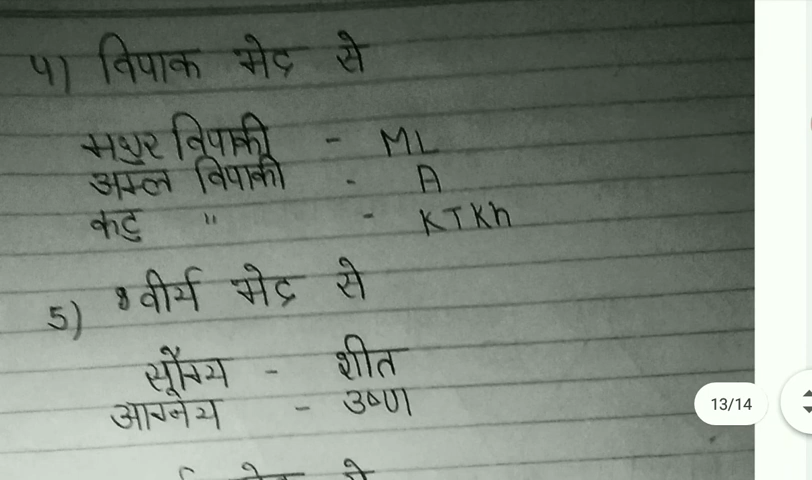 4) विपाक भेद से
मधुर विपाकी - ML
अम्ल विपाकी - A
कटु " - KTKh
5) वीर्य भेद से
सौम्य - शीत
आग्नेय - उष्ण
13/14